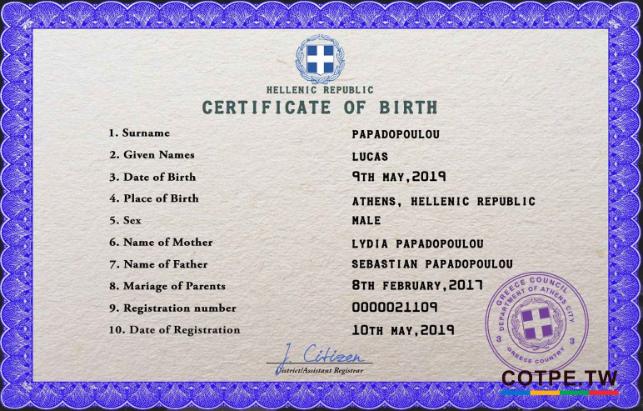 HELLENIC REPUBLIC
CERTIFICATE OF BIRTH
1. Surname PAPADOPOULOU
2. Given Names LUCAS
3. Date of Birth 9TH MAY,2019
4. Place of Birth ATHENS, HELLENIC REPUBLIC
5. Sex MALE
6. Name of Mother LYDIA PAPADOPOULOU
7. Name of Father SEBASTIAN PAPADOPOULOU
8. Mariage of Parents 8TH FEBRUARY,2017
9. Registration number 0000021109
10. Date of Registration 10TH MAY,2019
J. Citizen
District/Assistant Registrar
GREECE COUNCIL
DEPARTMENT OF ATHENS CITY
3 3
GREECE COUNTRY
COTPE.TW